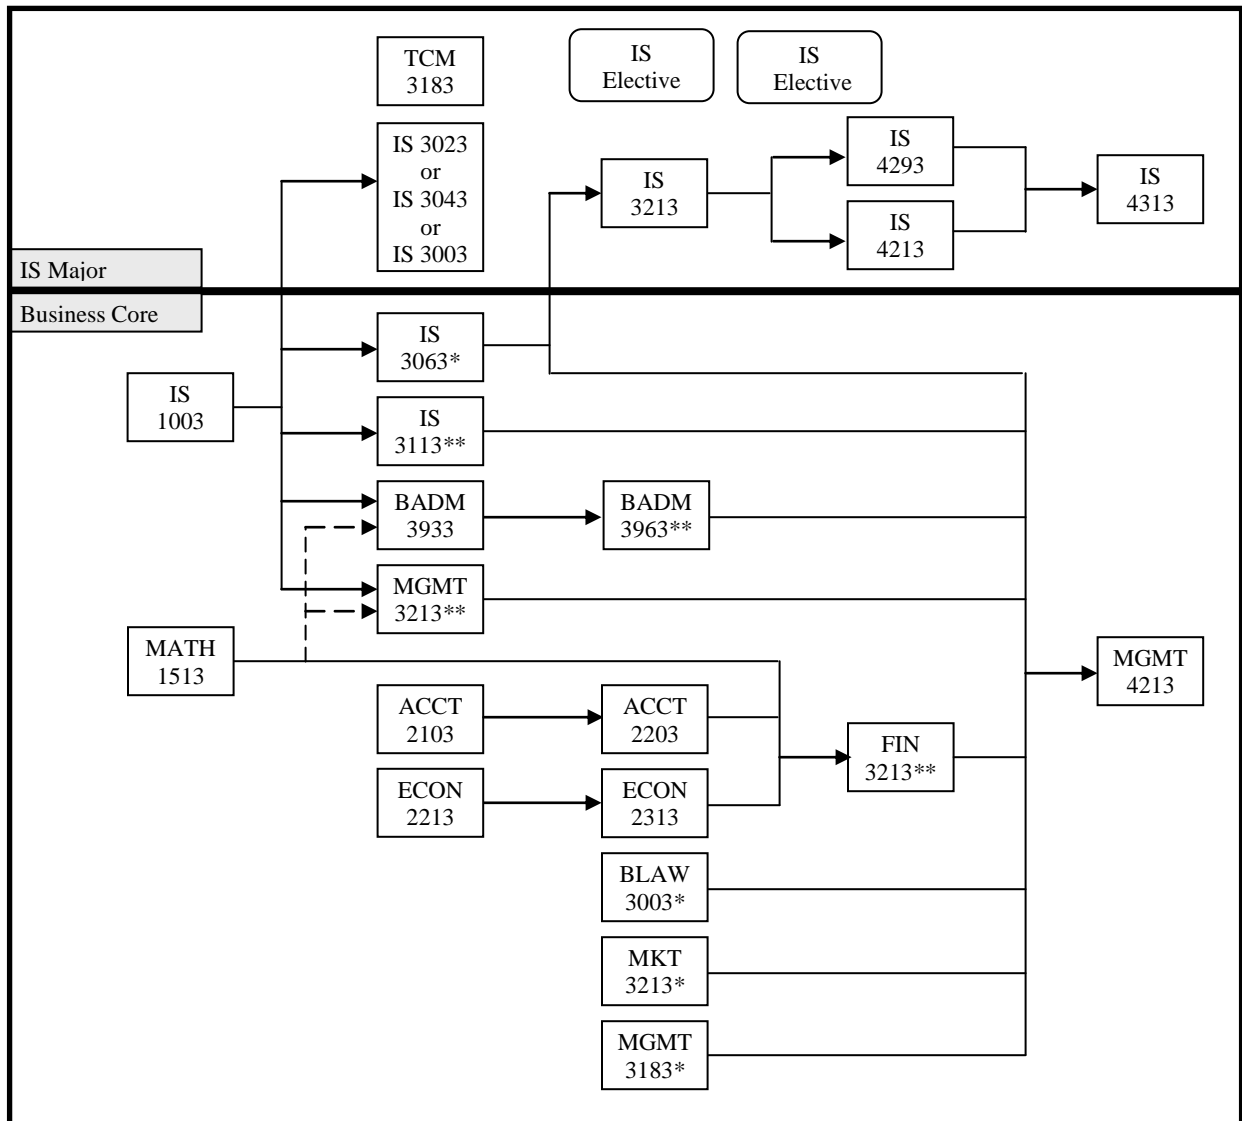 TCM
3183
IS
Elective
IS
Elective
IS 3023
or
IS 3043
or
IS 3003
IS
3213
IS
4293
IS
4213
IS
4313
IS Major
Business Core
IS
1003
IS
3063*
IS
3113**
BADM
3933
BADM
3963**
MGMT
3213**
MATH
1513
ACCT
2103
ACCT
2203
ECON
2213
ECON
2313
FIN
3213**
MGMT
4213
BLAW
3003*
MKT
3213*
MGMT
3183*